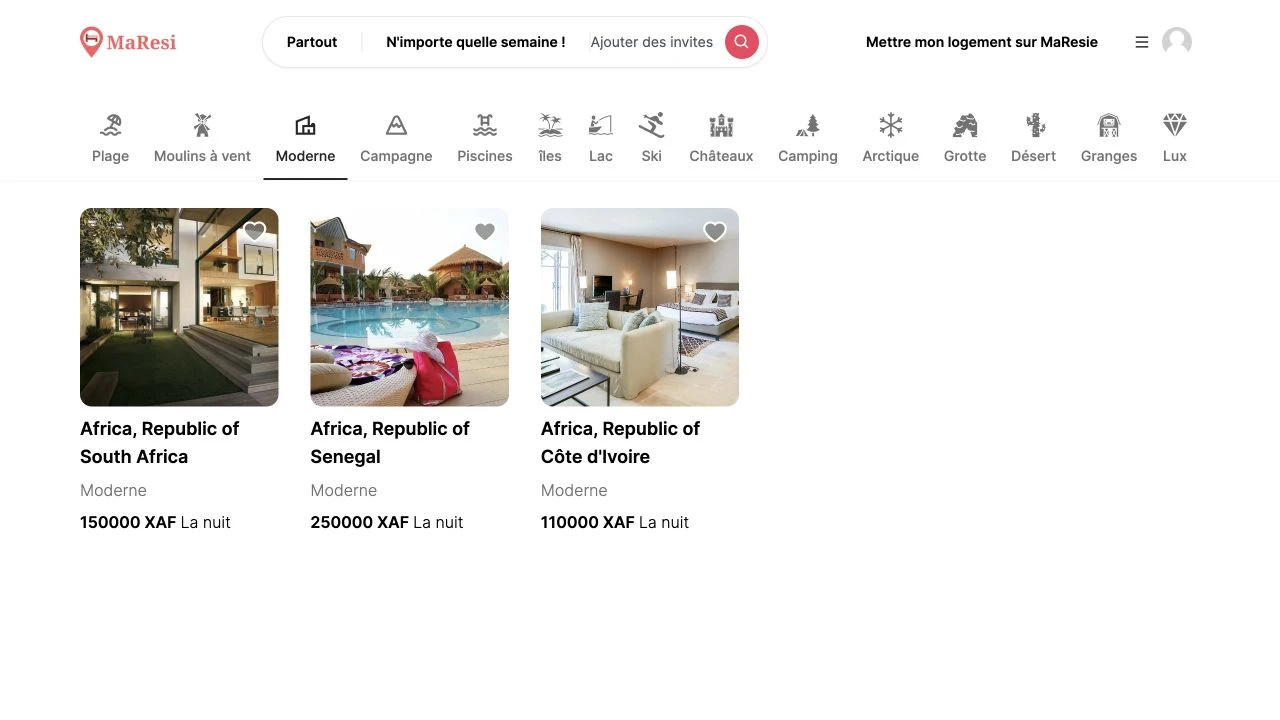 MaResi
Partout
N'importe quelle semaine !
Ajouter des invites
Mettre mon logement sur MaResie
Plage
Moulins à vent
Moderne
Campagne
Piscines
îles
Lac
Ski
Châteaux
Camping
Arctique
Grotte
Désert
Granges
Lux
Africa, Republic of
South Africa
Moderne
150000 XAF La nuit
Africa, Republic of
Senegal
Moderne
250000 XAF La nuit
Africa, Republic of
Côte d'Ivoire
Moderne
110000 XAF La nuit